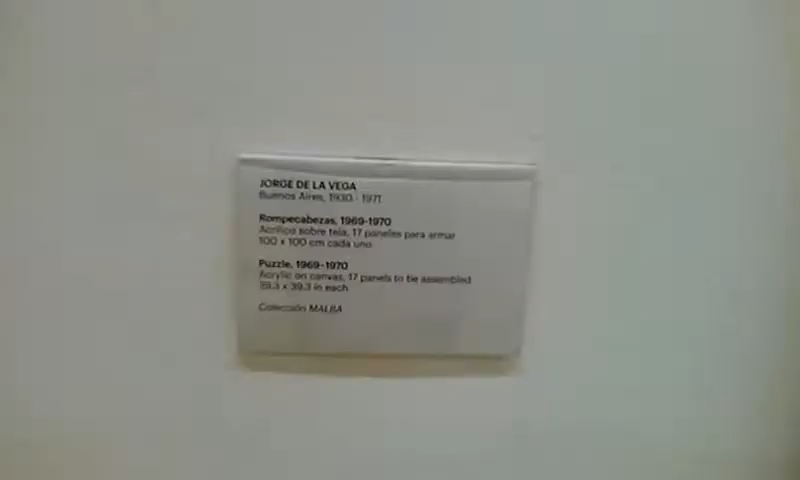 JORGE DE LA VEGA
Buenos Aires, 1930 - 1971
Rompecabezas, 1969-1970
Acrílico sobre tela, 17 paneles para armar
100 x 100 cm cada uno
Puzzle, 1969-1970
Acrylic on canvas, 17 panels to tie assembled
39.3 x 39.3 in each
Colección MALBA